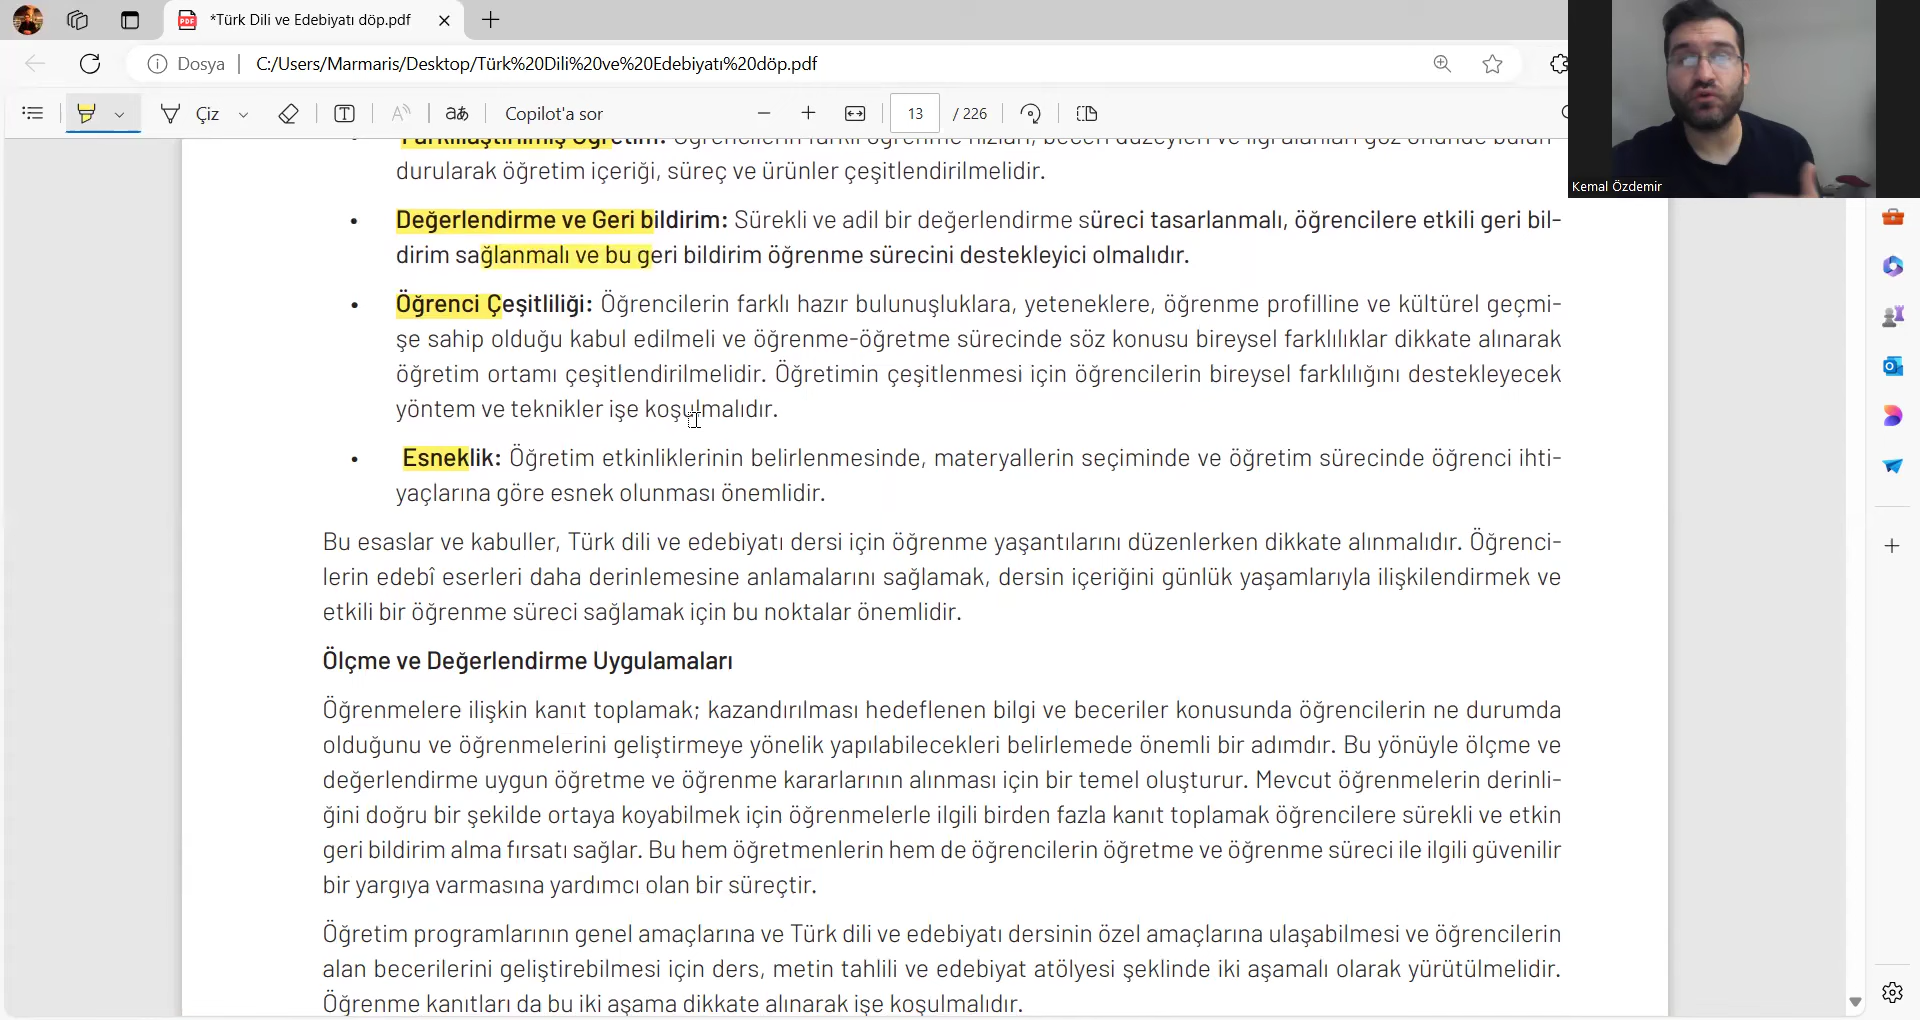 *Türk Dili ve Edebiyatı döp.pdf
Dosya
C:/Users/Marmaris/Desktop/Türk%20Dili%20ve%20Edebiyatı%20döp.pdf
Çiz
Copilot'a sor
13 / 226
Kemal Özdemir
Farklılaştırılmış Öğretim: Öğrencilerin farklı öğrenme hızları, beceri düzeyleri ve ilgi alanları göz önünde bulun-
durularak öğretim içeriği, süreç ve ürünler çeşitlendirilmelidir.
• Değerlendirme ve Geri bildirim: Sürekli ve adil bir değerlendirme süreci tasarlanmalı, öğrencilere etkili geri bil-
dirim sağlanmalı ve bu geri bildirim öğrenme sürecini destekleyici olmalıdır.
• Öğrenci Çeşitliliği: Öğrencilerin farklı hazır bulunuşluklara, yeteneklere, öğrenme profilline ve kültürel geçmi-
şe sahip olduğu kabul edilmeli ve öğrenme-öğretme sürecinde söz konusu bireysel farklılıklar dikkate alınarak
öğretim ortamı çeşitlendirilmelidir. Öğretimin çeşitlenmesi için öğrencilerin bireysel farklılığını destekleyecek
yöntem ve teknikler işe koşulmalıdır.
• Esneklik: Öğretim etkinliklerinin belirlenmesinde, materyallerin seçiminde ve öğretim sürecinde öğrenci ihti-
yaçlarına göre esnek olunması önemlidir.
Bu esaslar ve kabuller, Türk dili ve edebiyatı dersi için öğrenme yaşantılarını düzenlerken dikkate alınmalıdır. Öğrenci-
lerin edebî eserleri daha derinlemesine anlamalarını sağlamak, dersin içeriğini günlük yaşamlarıyla ilişkilendirmek ve
etkili bir öğrenme süreci sağlamak için bu noktalar önemlidir.
Ölçme ve Değerlendirme Uygulamaları
Öğrenmelere ilişkin kanıt toplamak; kazandırılması hedeflenen bilgi ve beceriler konusunda öğrencilerin ne durumda
olduğunu ve öğrenmelerini geliştirmeye yönelik yapılabilecekleri belirlemede önemli bir adımdır. Bu yönüyle ölçme ve
değerlendirme uygun öğretme ve öğrenme kararlarının alınması için bir temel oluşturur. Mevcut öğrenmelerin derinli-
ğini doğru bir şekilde ortaya koyabilmek için öğrenmelerle ilgili birden fazla kanıt toplamak öğrencilere sürekli ve etkin
geri bildirim alma fırsatı sağlar. Bu hem öğretmenlerin hem de öğrencilerin öğretme ve öğrenme süreci ile ilgili güvenilir
bir yargıya varmasına yardımcı olan bir süreçtir.
Öğretim programlarının genel amaçlarına ve Türk dili ve edebiyatı dersinin özel amaçlarına ulaşabilmesi ve öğrencilerin
alan becerilerini geliştirebilmesi için ders, metin tahlili ve edebiyat atölyesi şeklinde iki aşamalı olarak yürütülmelidir.
Öğrenme kanıtları da bu iki aşama dikkate alınarak işe koşulmalıdır.